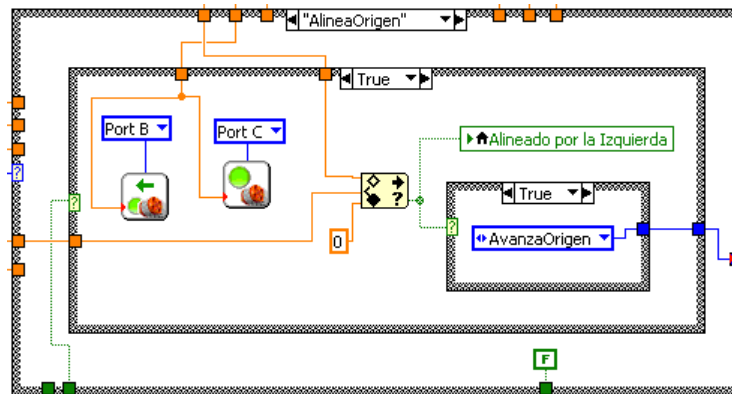 "AlineaOrigen"
True
Port B
Port C
Alineado por la Izquierda
?
?
True
?
?
AvanzaOrigen
0
F